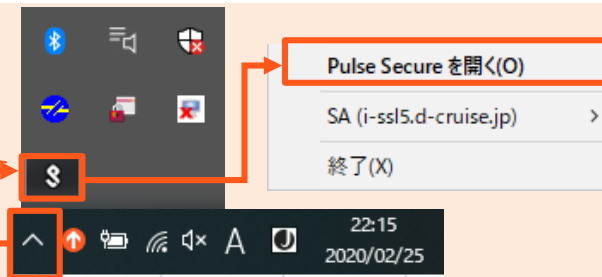 Pulse Secure を開く(O)
SA (i-ssl5.d-cruise.jp)
終了(X)
A
22:15
2020/02/25